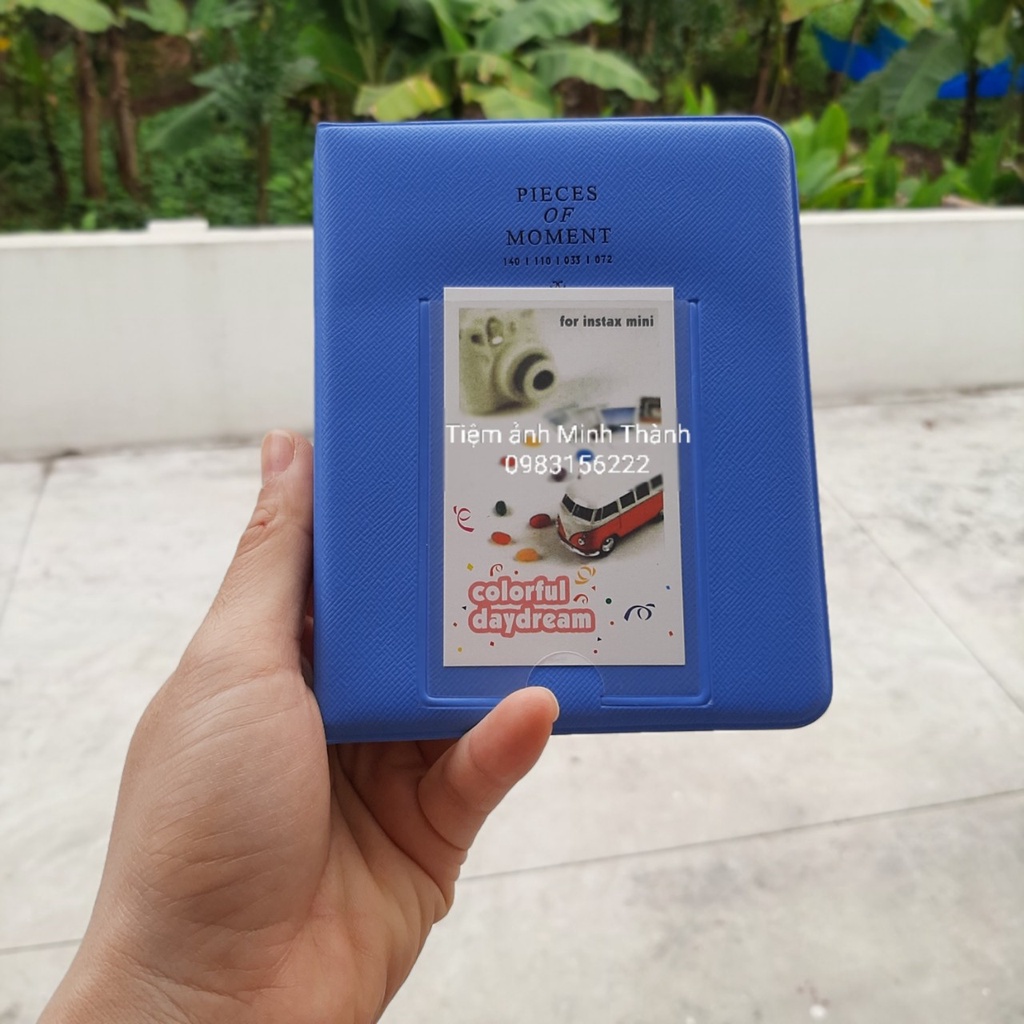 PIECES
OF
MOMENT
140 | 110 | 033 | 072
for instax mini
Tiệm ảnh Minh Thành
0983156222
colorful
daydream